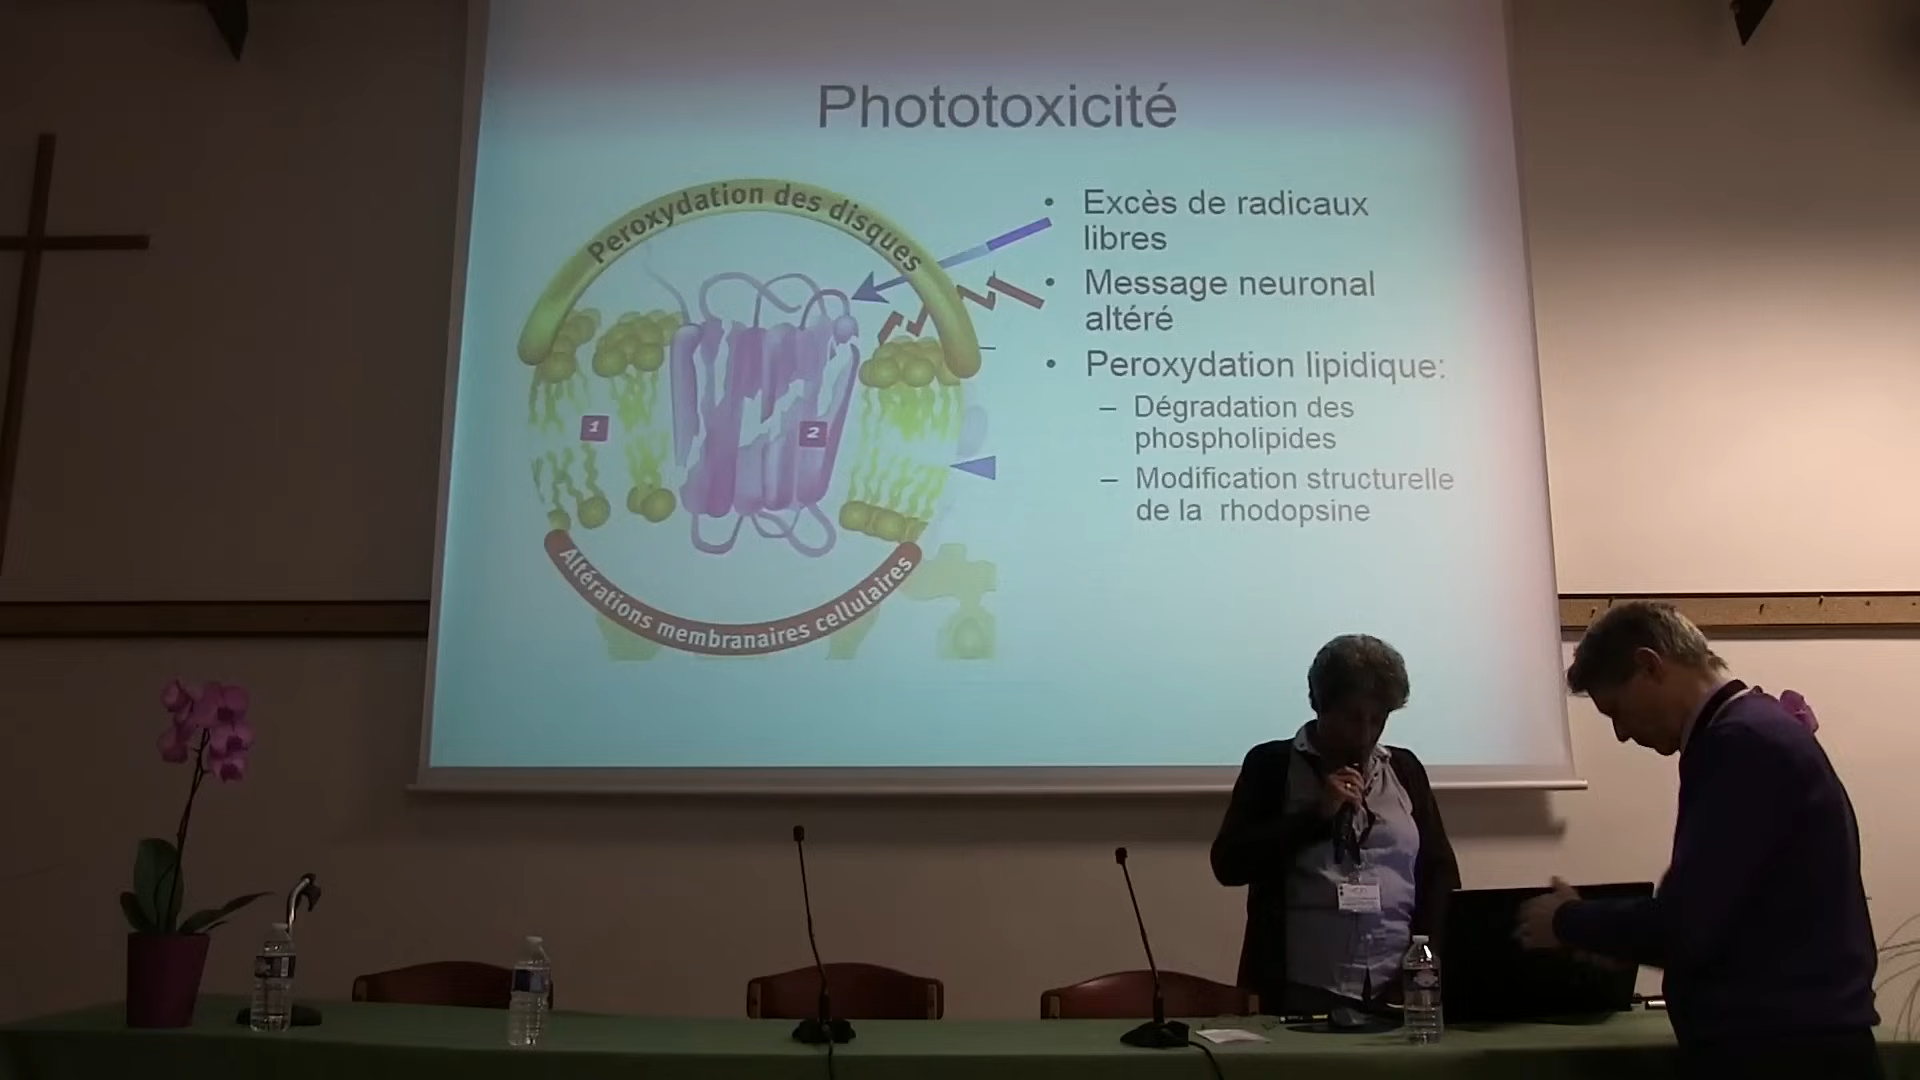 Phototoxicité
Peroxydation des disques
1
2
Altérations membranaires cellulaires
• Excès de radicaux
libres
• Message neuronal
altéré
• Peroxydation lipidique:
– Dégradation des
phospholipides
– Modification structurelle
de la rhodopsine